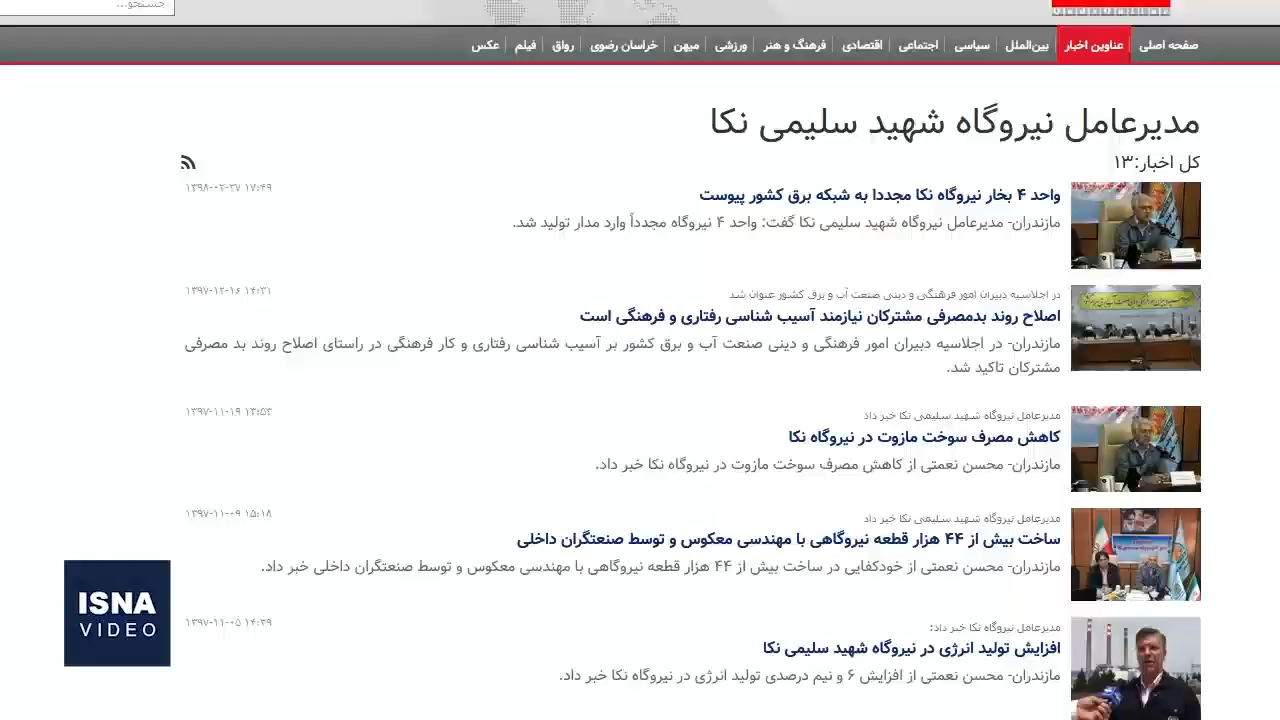 جستجو...
صفحه اصلی عناوین اخبار بین‌الملل سیاسی اجتماعی اقتصادی فرهنگ و هنر ورزشی میهن خراسان رضوی رواق فیلم عکس
مدیرعامل نیروگاه شهید سلیمی نکا
کل اخبار:۱۳
۱۳۹۸-۰۲-۲۷ ۱۷:۴۹
واحد ۴ بخار نیروگاه نکا مجددا به شبکه برق کشور پیوست
مازندران- مدیرعامل نیروگاه شهید سلیمی نکا گفت: واحد ۴ نیروگاه مجدداً وارد مدار تولید شد.
۱۳۹۷-۱۲-۱۶ ۱۴:۳۱
در اجلاسیه دبیران امور فرهنگی و دینی صنعت آب و برق کشور عنوان شد
اصلاح روند بدمصرفی مشترکان نیازمند آسیب شناسی رفتاری و فرهنگی است
مازندران- در اجلاسیه دبیران امور فرهنگی و دینی صنعت آب و برق کشور بر آسیب شناسی رفتاری و کار فرهنگی در راستای اصلاح روند بد مصرفی
مشترکان تاکید شد.
۱۳۹۷-۱۱-۱۹ ۱۳:۵۳
مدیرعامل نیروگاه شهید سلیمی نکا خبر داد
کاهش مصرف سوخت مازوت در نیروگاه نکا
مازندران- محسن نعمتی از کاهش مصرف سوخت مازوت در نیروگاه نکا خبر داد.
۱۳۹۷-۱۱-۰۹ ۱۵:۱۸
مدیرعامل نیروگاه شهید سلیمی نکا خبر داد
ساخت بیش از ۴۴ هزار قطعه نیروگاهی با مهندسی معکوس و توسط صنعتگران داخلی
مازندران- محسن نعمتی از خودکفایی در ساخت بیش از ۴۴ هزار قطعه نیروگاهی با مهندسی معکوس و توسط صنعتگران داخلی خبر داد.
ISNA
VIDEO
۱۳۹۷-۱۱-۰۵ ۱۴:۳۹
مدیرعامل نیروگاه نکا خبر داد:
افزایش تولید انرژی در نیروگاه شهید سلیمی نکا
مازندران- محسن نعمتی از افزایش ۶ و نیم درصدی تولید انرژی در نیروگاه نکا خبر داد.